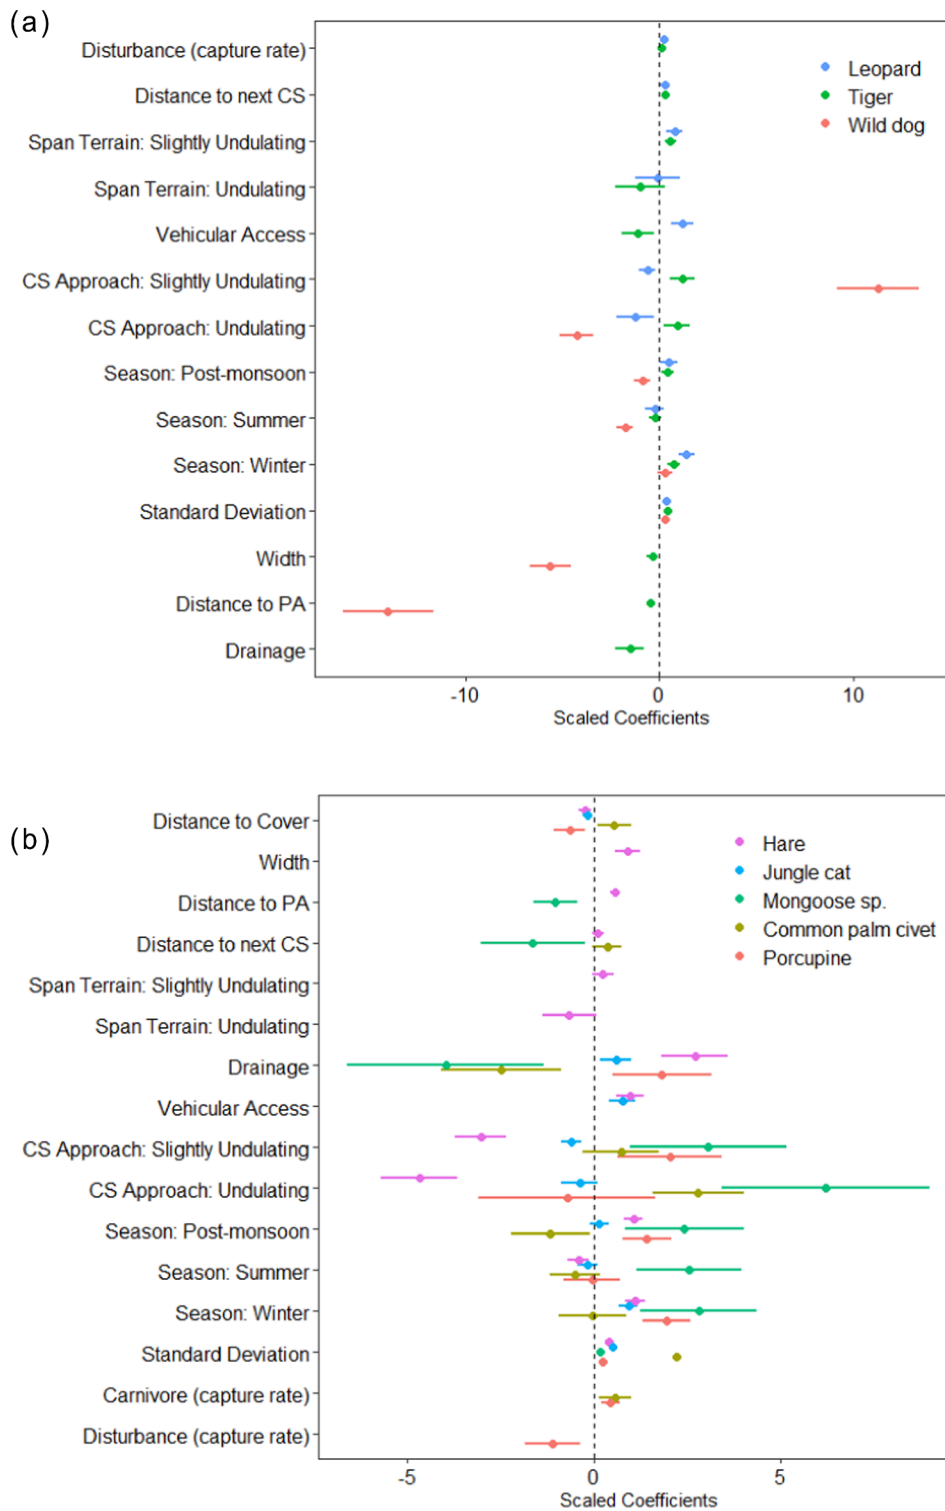 (a)
Disturbance (capture rate)
Distance to next CS
Span Terrain: Slightly Undulating
Span Terrain: Undulating
Vehicular Access
CS Approach: Slightly Undulating
CS Approach: Undulating
Season: Post-monsoon
Season: Summer
Season: Winter
Standard Deviation
Width
Distance to PA
Drainage
Leopard
Tiger
Wild dog
-10 0 10
Scaled Coefficients
(b)
Distance to Cover
Width
Distance to PA
Distance to next CS
Span Terrain: Slightly Undulating
Span Terrain: Undulating
Drainage
Vehicular Access
CS Approach: Slightly Undulating
CS Approach: Undulating
Season: Post-monsoon
Season: Summer
Season: Winter
Standard Deviation
Carnivore (capture rate)
Disturbance (capture rate)
Hare
Jungle cat
Mongoose sp.
Common palm civet
Porcupine
-5 0 5
Scaled Coefficients